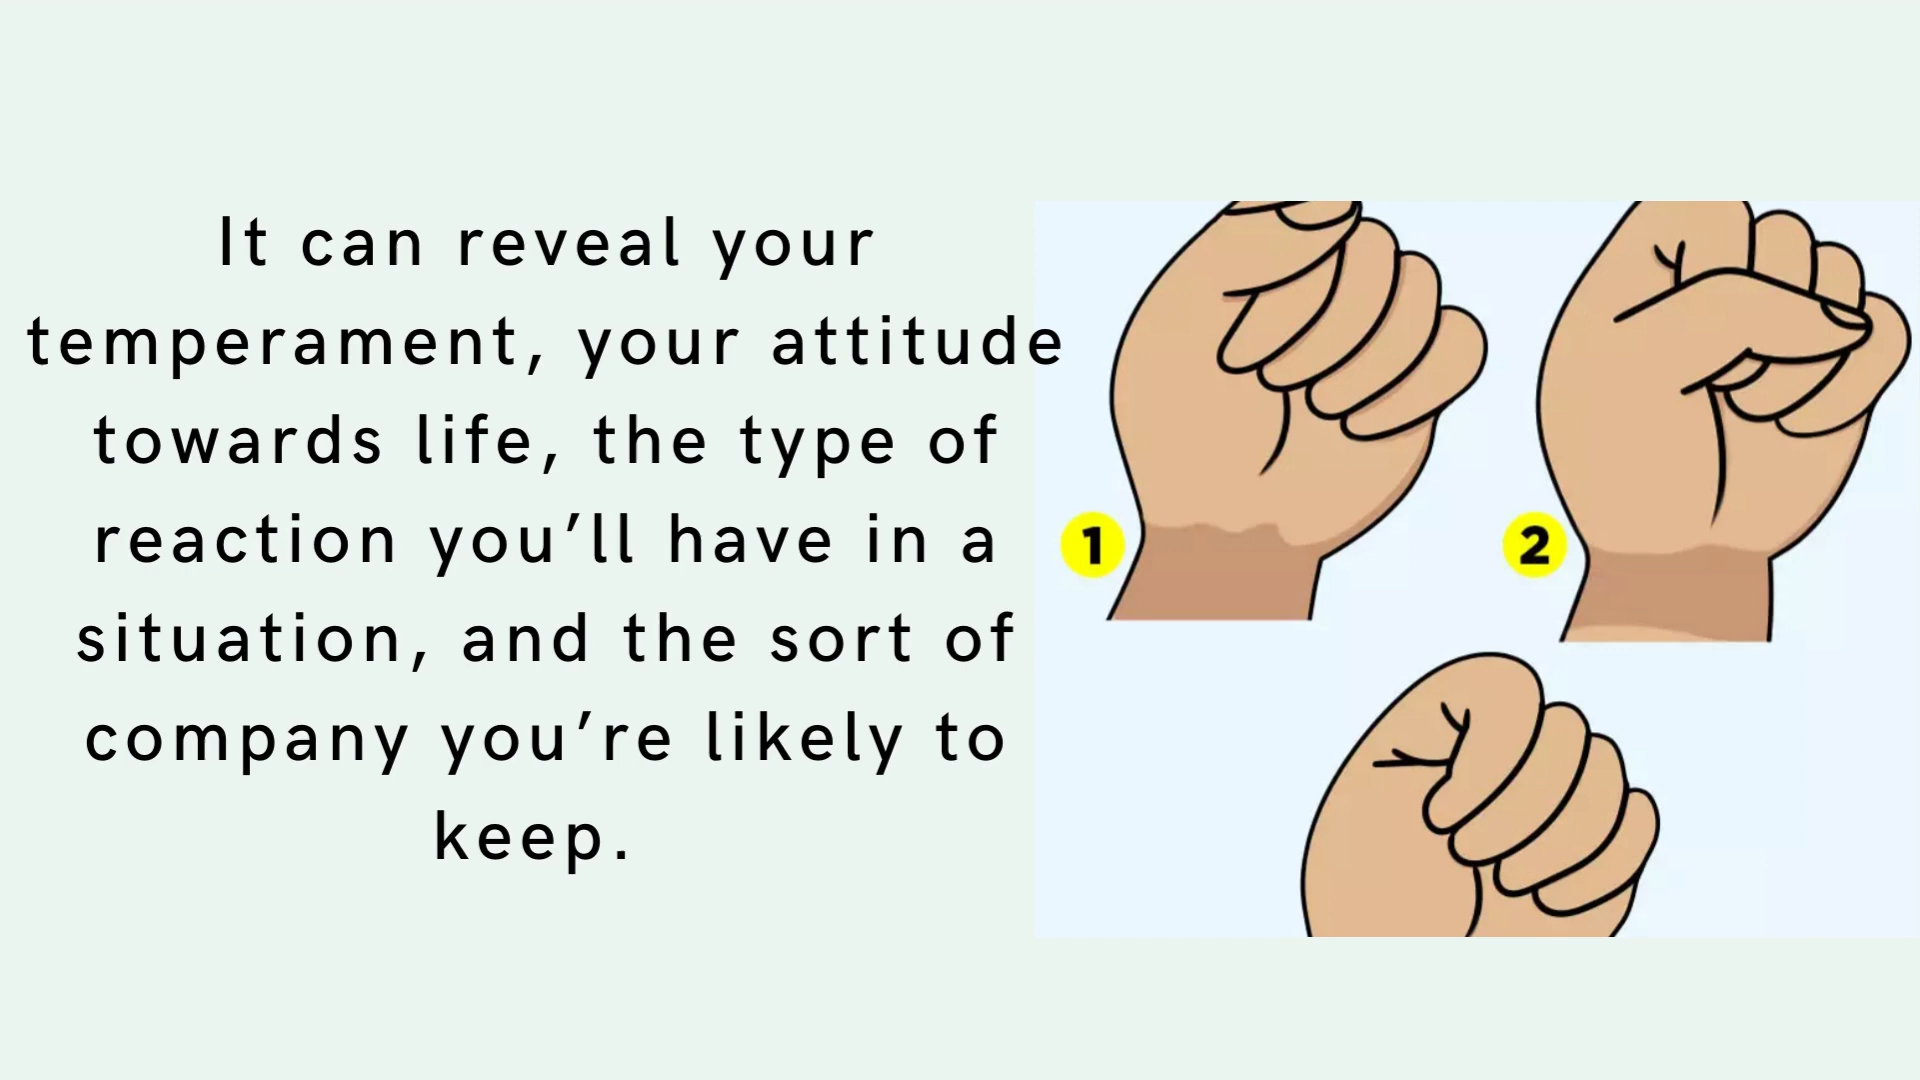 It can reveal your
temperament, your attitude
towards life, the type of
reaction you’ll have in a
situation, and the sort of
company you’re likely to
keep.
1
2